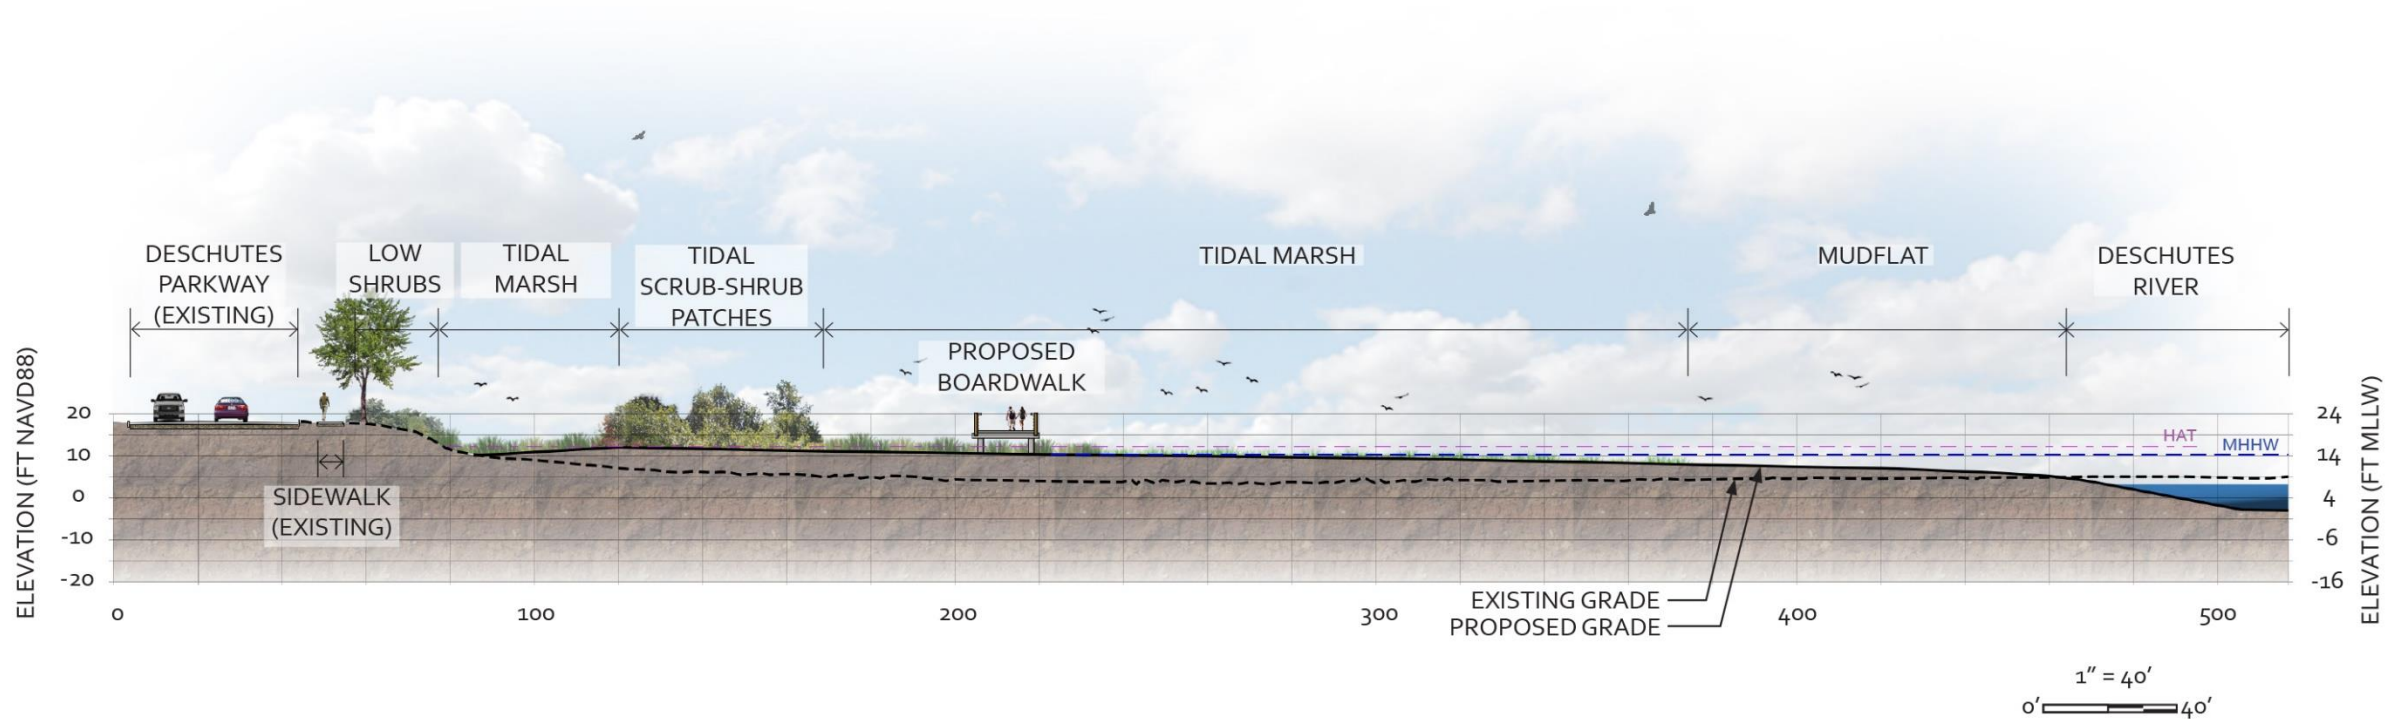 DESCHUTES
PARKWAY
(EXISTING)
LOW
SHRUBS
TIDAL
MARSH
TIDAL
SCRUB-SHRUB
PATCHES
TIDAL MARSH
MUDFLAT
DESCHUTES
RIVER
PROPOSED
BOARDWALK
ELEVATION (FT NAVD88)
20
10
0
-10
-20
SIDEWALK
(EXISTING)
HAT
MHHW
24
14
4
-6
-16
ELEVATION (FT MLLW)
EXISTING GRADE
PROPOSED GRADE
0
100
200
300
400
500
1” = 40’
0’
40’